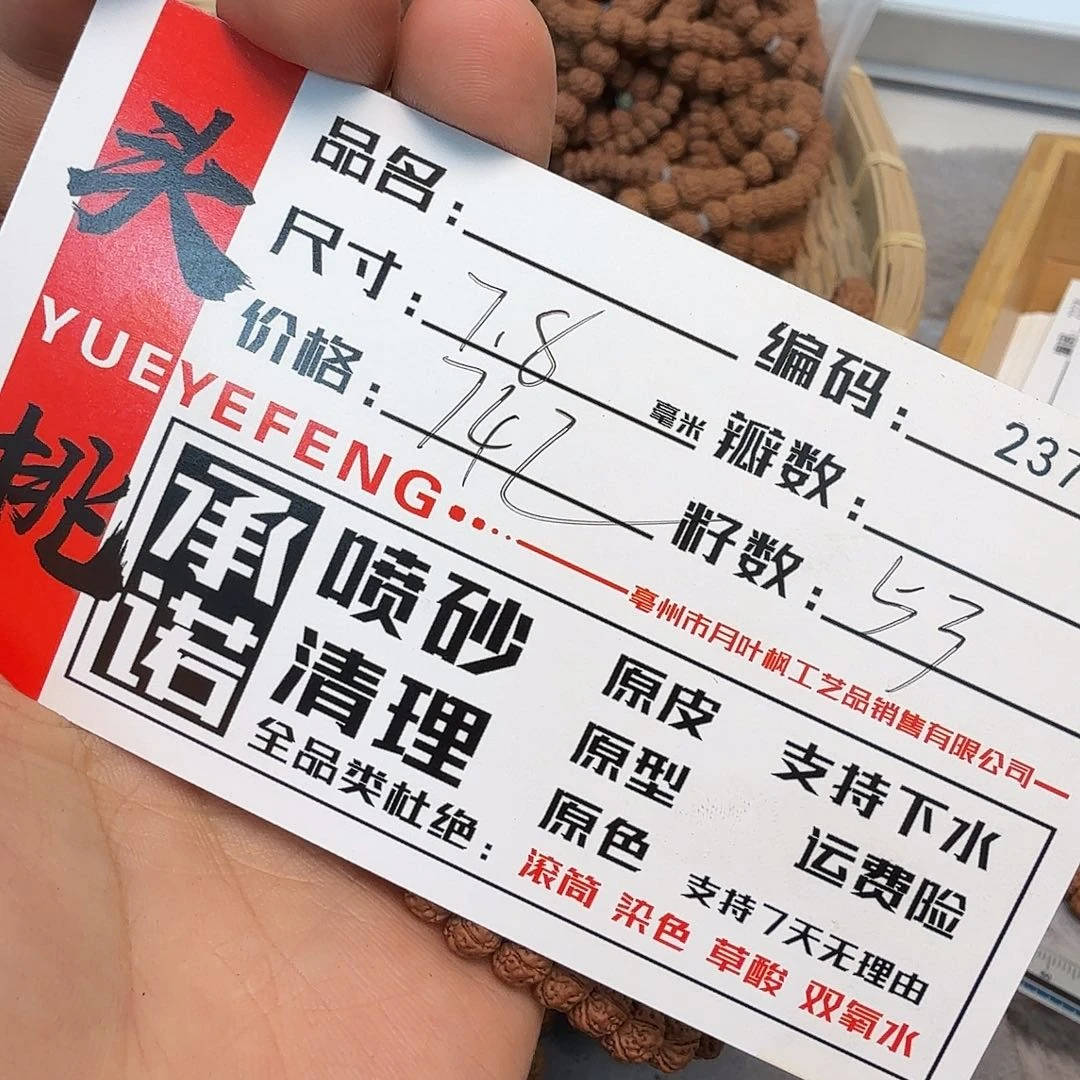 头挑
YUEYEFENG
品名：
编码：237
尺寸：7.8毫米
瓣数：
价格：742
籽数：53
亳州市月叶枫工艺品销售有限公司
承诺
喷砂
清理
原皮
原型
原色
支持下水
运费险
支持7天无理由
全品类杜绝：滚筒 染色 草酸 双氧水